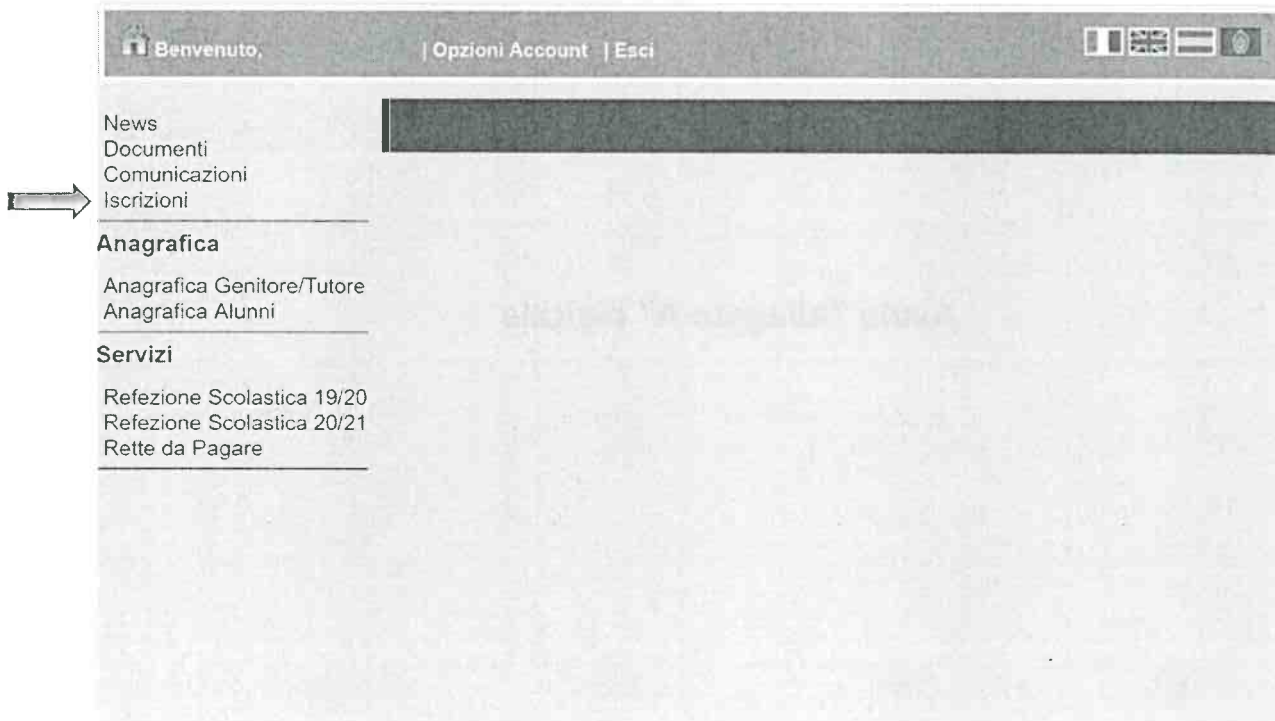 Benvenuto, | Opzioni Account | Esci
News
Documenti
Comunicazioni
Iscrizioni
Anagrafica
Anagrafica Genitore/Tutore
Anagrafica Alunni
Servizi
Refezione Scolastica 19/20
Refezione Scolastica 20/21
Rette da Pagare